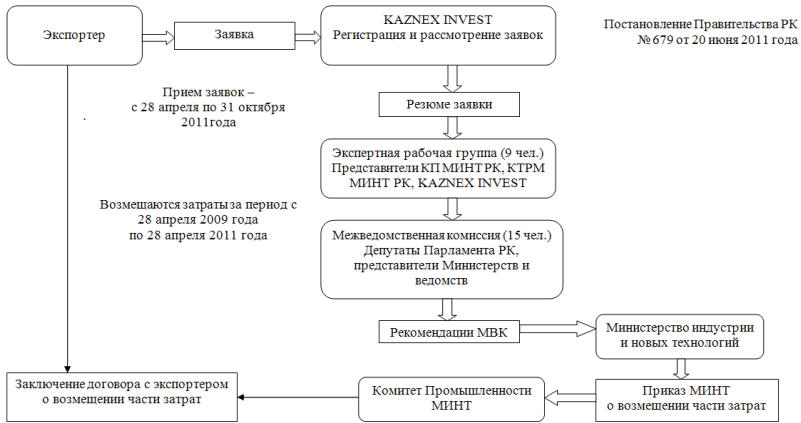 Экспортер
Заявка
KAZNEX INVEST
Регистрация и рассмотрение заявок
Постановление Правительства РК
№ 679 от 20 июня 2011 года
Прием заявок –
с 28 апреля по 31 октября
2011года
Резюме заявки
Экспертная рабочая группа (9 чел.)
Представители КП МИНТ РК, КТРМ
МИНТ РК, KAZNEX INVEST
Возмещаются затраты за период с
28 апреля 2009 года
по 28 апреля 2011 года
Межведомственная комиссия (15 чел.)
Депутаты Парламента РК,
представители Министерств и
ведомств
Рекомендации МВК
Министерство индустрии
и новых технологий
Заключение договора с экспортером
о возмещении части затрат
Комитет Промышленности
МИНТ
Приказ МИНТ
о возмещении части затрат